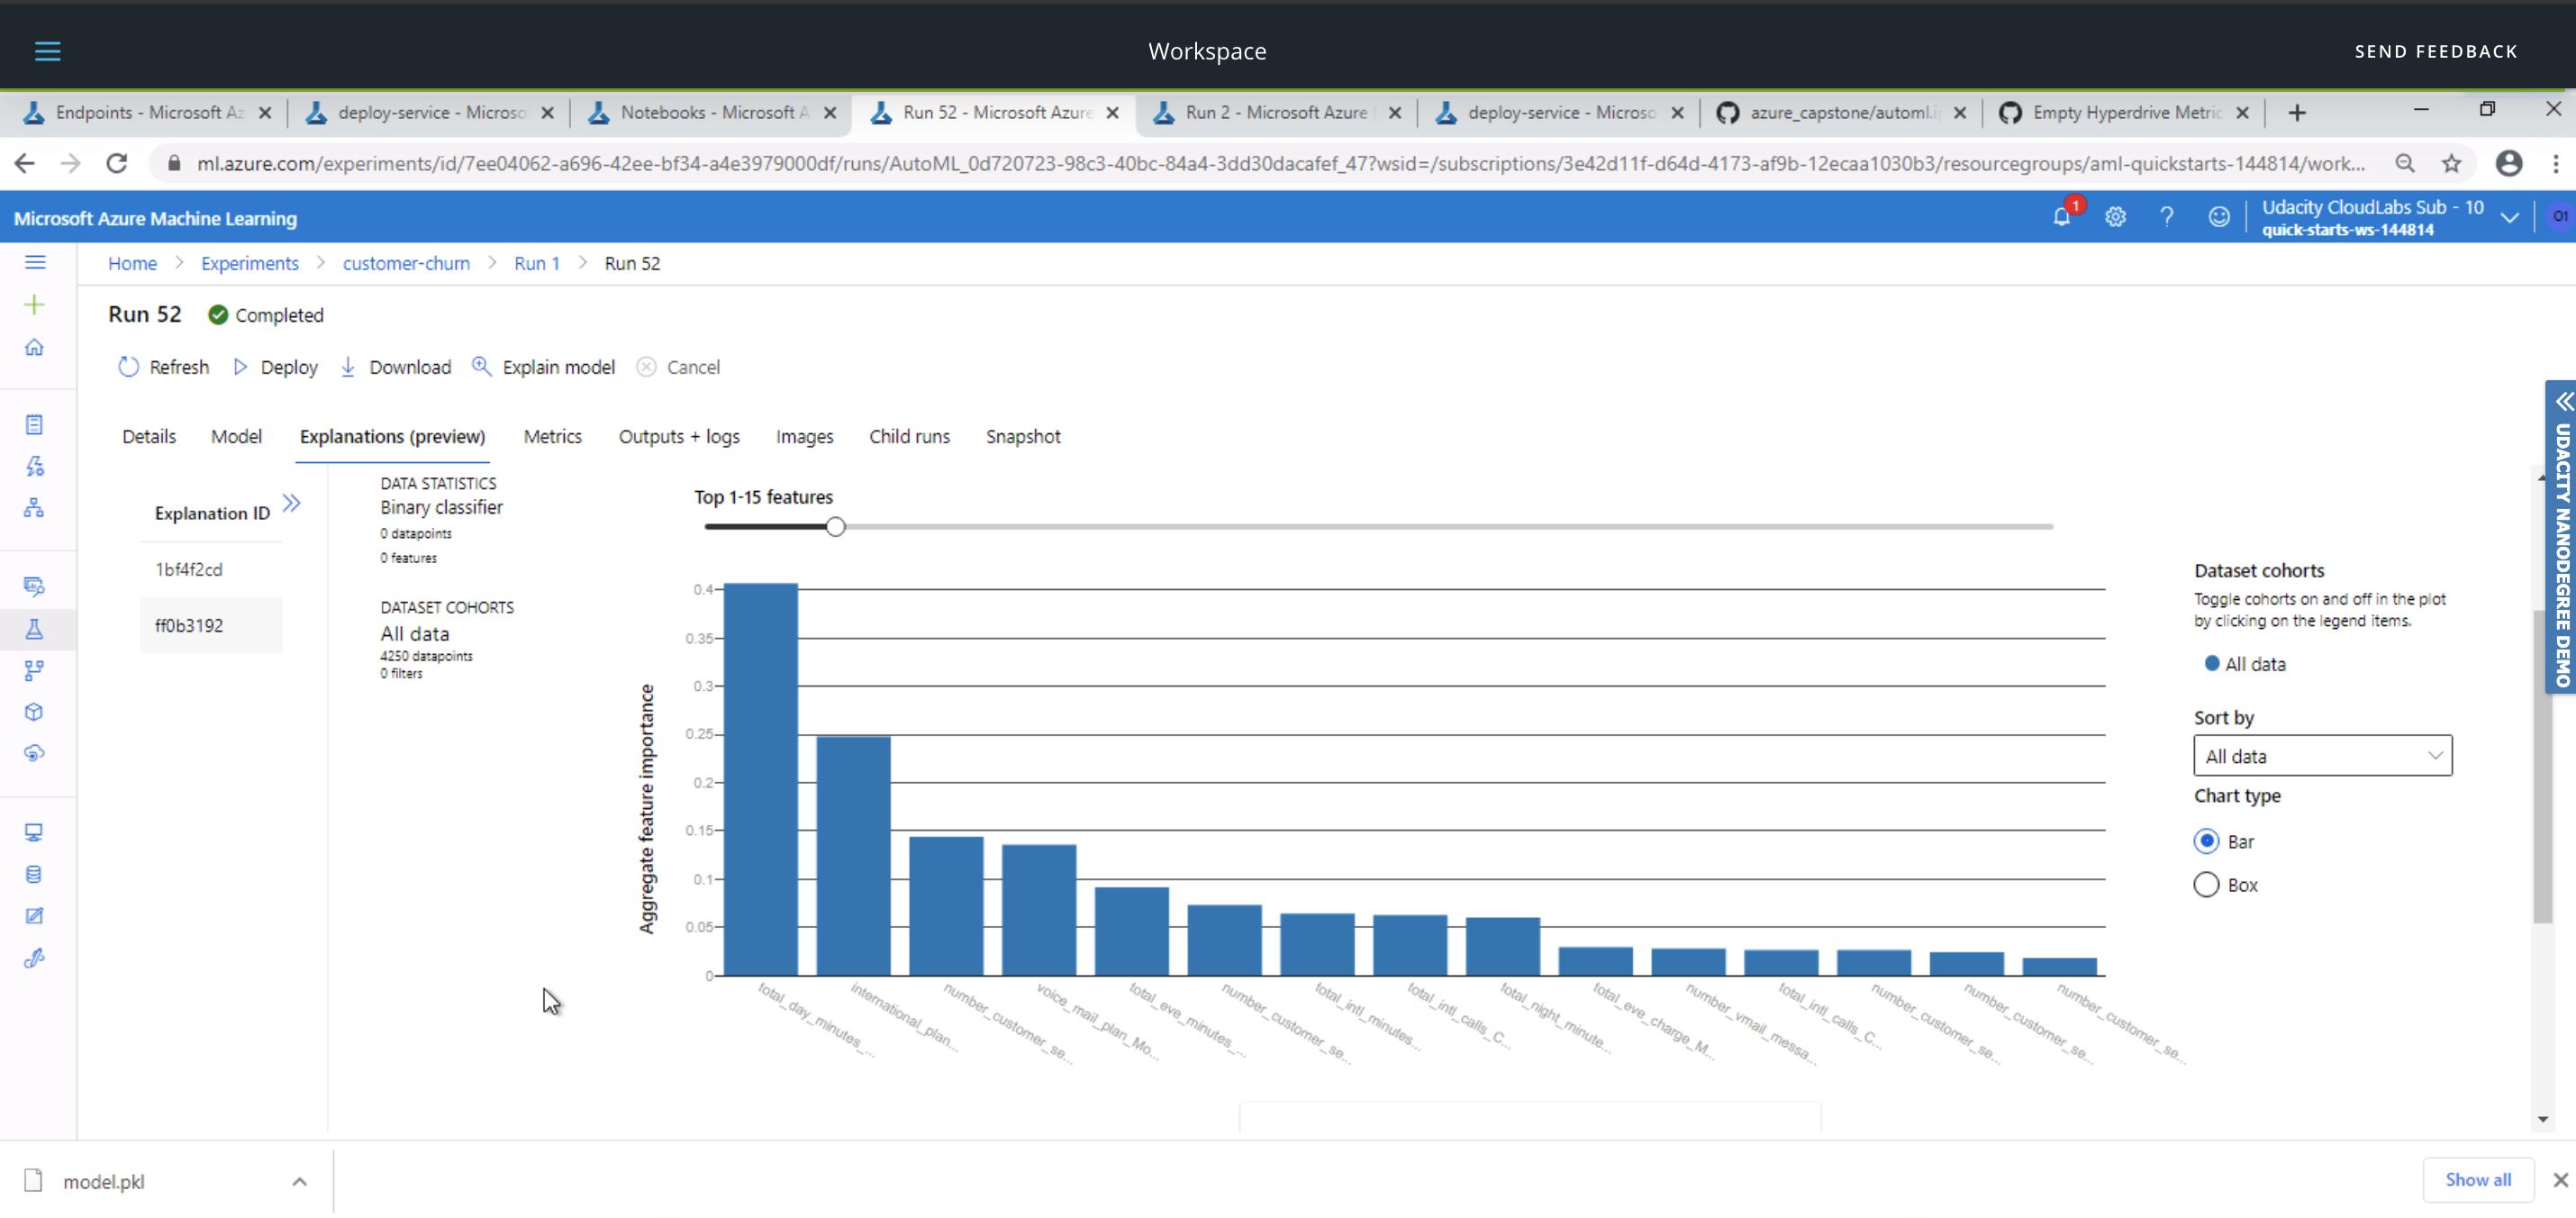 Workspace
SEND FEEDBACK
Endpoints - Microsoft Az
deploy-service - Microso
Notebooks - Microsoft A
Run 52 - Microsoft Azure
Run 2 - Microsoft Azure
deploy-service - Microso
azure_capstone/automl.i
Empty Hyperdrive Metric
ml.azure.com/experiments/id/7ee04062-a696-42ee-bf34-a4e3979000df/runs/AutoML_0d720723-98c3-40bc-84a4-3dd30dacafef_47?wsid=/subscriptions/3e42d11f-d64d-4173-af9b-12ecaa1030b3/resourcegroups/aml-quickstarts-144814/work...
Microsoft Azure Machine Learning
1
Udacity CloudLabs Sub - 10
quick-starts-ws-144814
O1
Home > Experiments > customer-churn > Run 1 > Run 52
Run 52 Completed
Refresh Deploy Download Explain model Cancel
Details Model Explanations (preview) Metrics Outputs + logs Images Child runs Snapshot
Explanation ID
1bf4f2cd
ff0b3192
DATA STATISTICS
Binary classifier
0 datapoints
0 features
DATASET COHORTS
All data
4250 datapoints
0 filters
Top 1-15 features
Aggregate feature importance
0.4
0.35
0.3
0.25
0.2
0.15
0.1
0.05
0
total_day_minutes_...
international_plan...
number_customer_se...
voice_mail_plan_Mo...
total_eve_minutes_...
number_customer_se...
total_intl_minutes...
total_intl_calls_C...
total_night_minute...
total_eve_charge_M...
number_vmail_messa...
total_intl_calls_C...
number_customer_se...
number_customer_se...
number_customer_se...
Dataset cohorts
Toggle cohorts on and off in the plot
by clicking on the legend items.
All data
Sort by
All data
Chart type
Bar
Box
UDACITY NANODEGREE DEMO
model.pkl
Show all